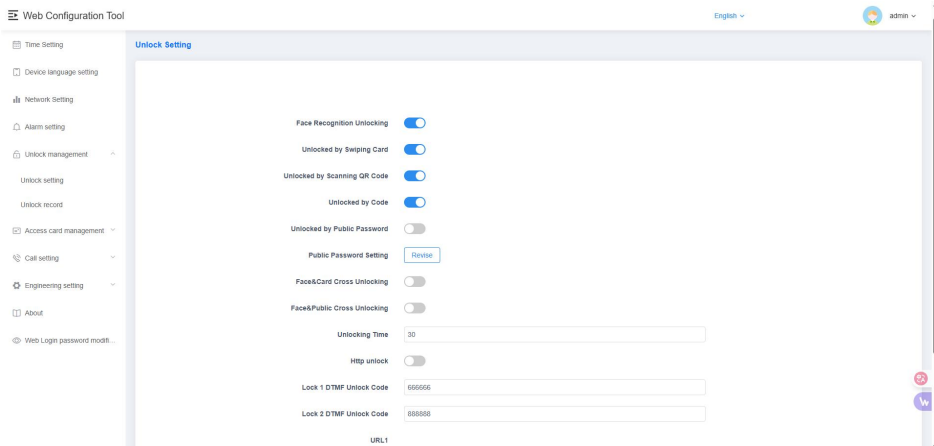 Web Configuration Tool
English
admin
Time Setting
Device language setting
Network Setting
Alarm setting
Unlock management
Unlock setting
Unlock record
Access card management
Call setting
Engineering setting
About
Web Login password modifi...
Unlock Setting
Face Recognition Unlocking
Unlocked by Swiping Card
Unlocked by Scanning QR Code
Unlocked by Code
Unlocked by Public Password
Public Password Setting Revise
Face&Card Cross Unlocking
Face&Public Cross Unlocking
Unlocking Time 30
Http unlock
Lock 1 DTMF Unlock Code 666666
Lock 2 DTMF Unlock Code 888888
URL1